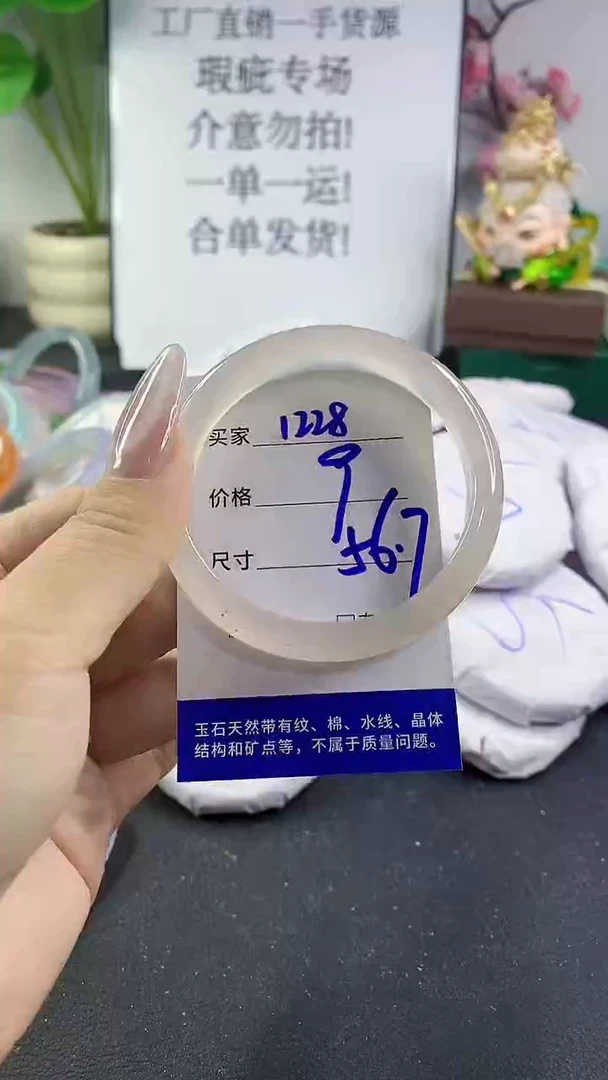 工厂直销一手货源
瑕疵专场
介意勿拍!
一单一运!
合单发货!
买家 1228
价格 9
尺寸 56.7
玉石天然带有纹、棉、水线、晶体
结构和矿点等，不属于质量问题。